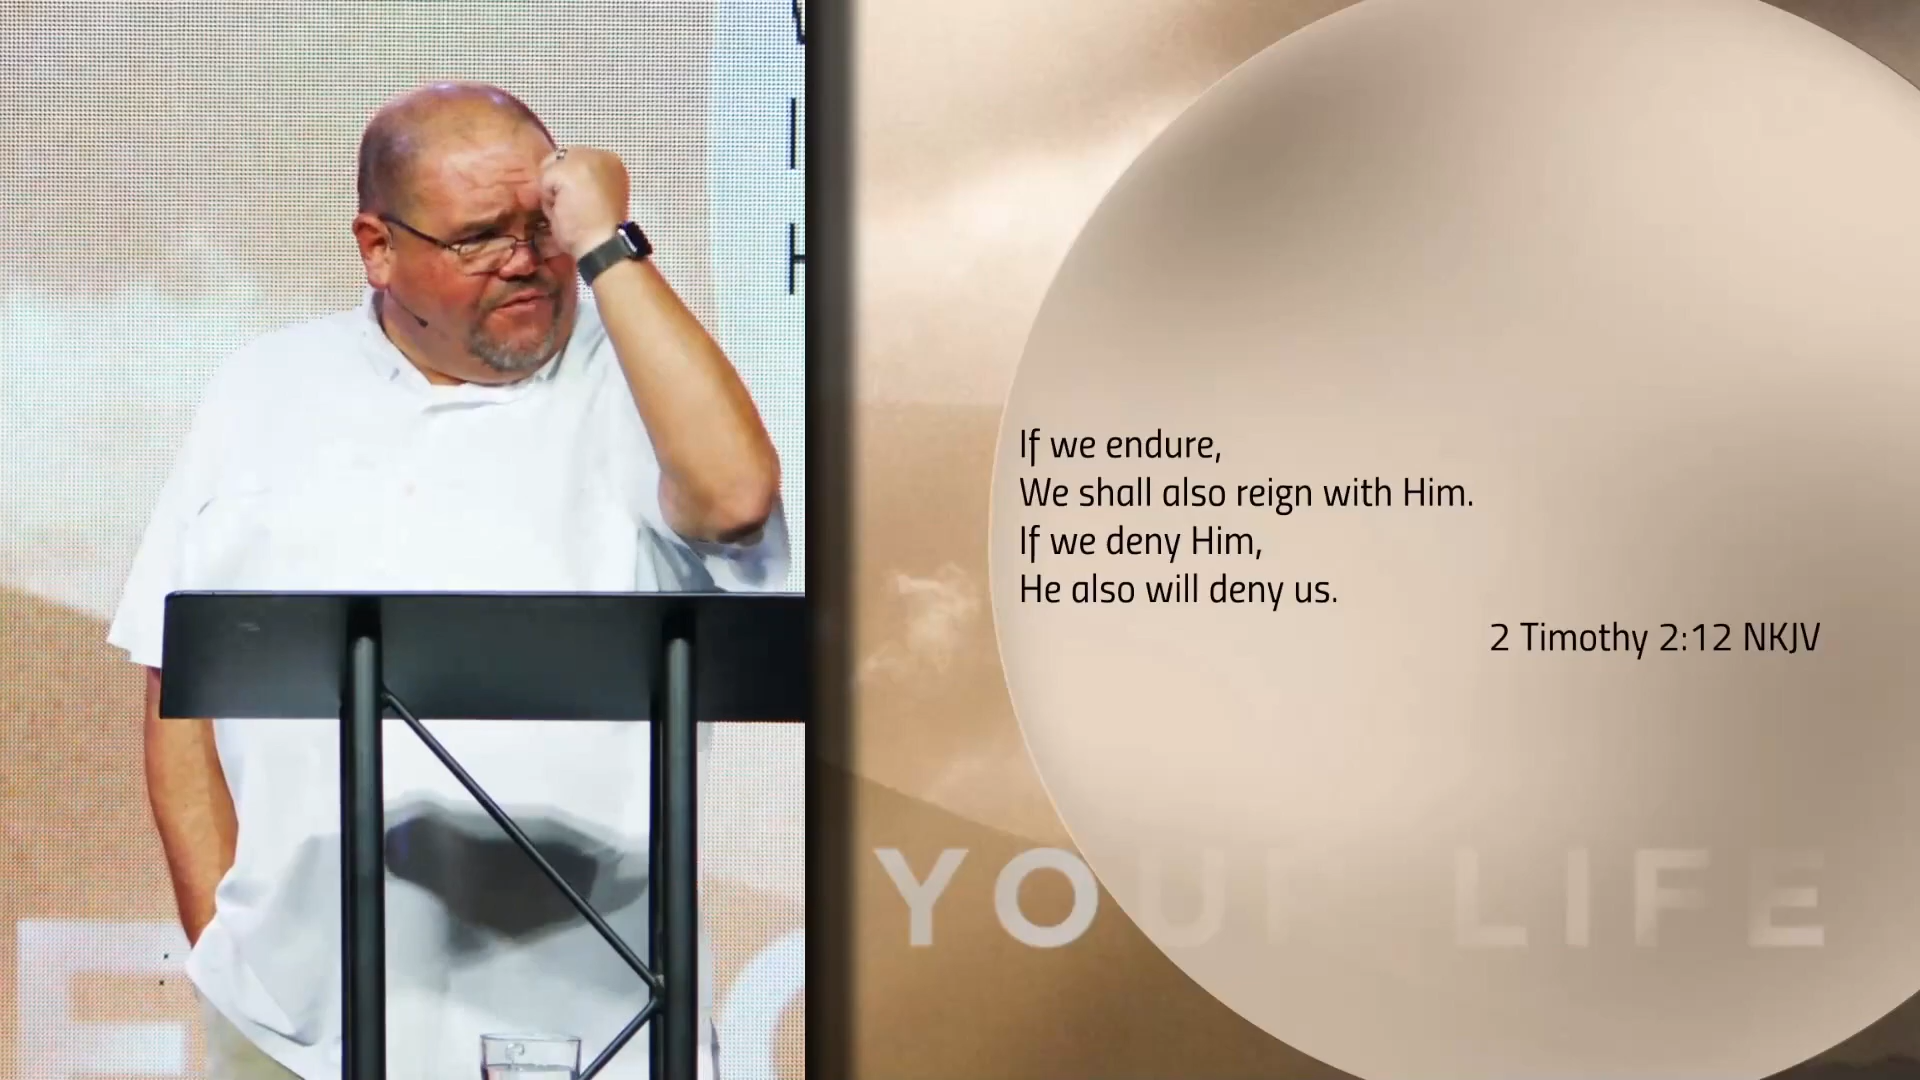 If we endure,
We shall also reign with Him.
If we deny Him,
He also will deny us.
2 Timothy 2:12 NKJV
YOUR LIFE